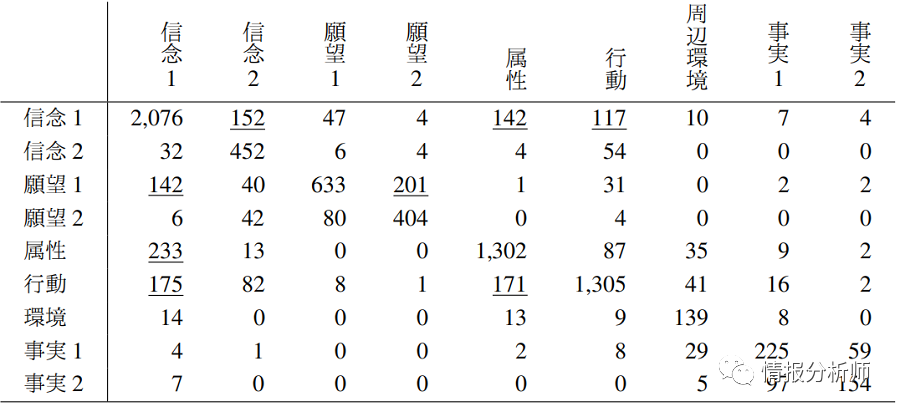 信念1 信念2 願望1 願望2 属性 行動 周辺環境 事実1 事実2
信念1 2,076 152 47 4 142 117 10 7 4
信念2 32 452 6 4 4 54 0 0 0
願望1 142 40 633 201 1 31 0 2 2
願望2 6 42 80 404 0 4 0 0 0
属性 233 13 0 0 1,302 87 35 9 2
行動 175 82 8 1 171 1,305 41 16 2
環境 14 0 0 0 13 9 139 8 0
事実1 4 1 0 0 2 8 29 225 59
事実2 7 0 0 0 0 0 5 97 134
情报分析师